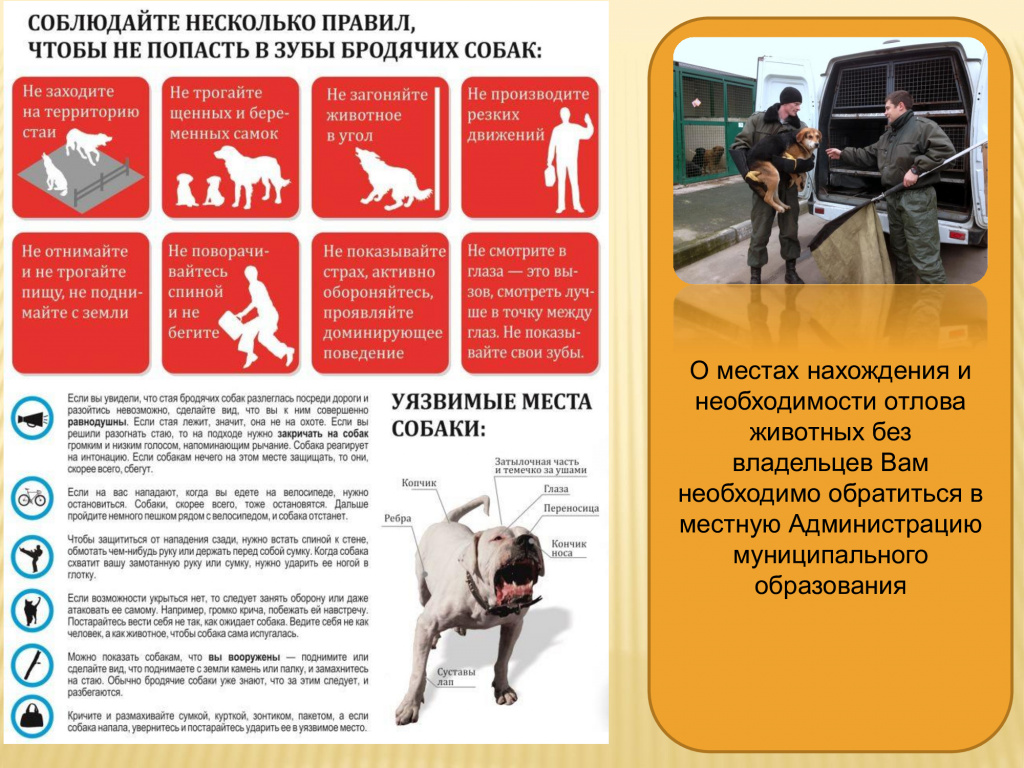 СОБЛЮДАЙТЕ НЕСКОЛЬКО ПРАВИЛ,
ЧТОБЫ НЕ ПОПАСТЬ В ЗУБЫ БРОДЯЧИХ СОБАК:
Не заходите
на территорию
стаи
Не трогайте
щенных и бере-
менных самок
Не загоняйте
животное
в угол
Не производите
резких
движений
Не отнимайте
и не трогайте
пищу, не подни-
майте с земли
Не поворачи-
вайтесь
спиной
и не
бегите
Не показывайте
страх, активно
обороняйтесь,
проявляйте
доминирующее
поведение
Не смотрите в
глаза — это вы-
зов, смотреть луч-
ше в точку между
глаз. Не показы-
вайте свои зубы.
Если вы увидели, что стая бродячих собак разлеглась посреди дороги и
разойтись невозможно, сделайте вид, что вы к ним совершенно
равнодушны. Если стая лежит, значит, она не на охоте. Если вы
решили разогнать стаю, то на подходе нужно закричать на собак
громким и низким голосом, напоминающим рычание. Собака реагирует
на интонацию. Если собакам нечего на этом месте защищать, то они,
скорее всего, сбегут.
Если на вас нападают, когда вы едете на велосипеде, нужно
остановиться. Собаки, скорее всего, тоже остановятся. Дальше
пройдите немного пешком рядом с велосипедом, и собака отстанет.
Чтобы защититься от нападения сзади, нужно встать спиной к стене,
обмотать чем-нибудь руку или держать перед собой сумку. Когда собака
схватит вашу замотанную руку или сумку, нужно ударить ее ногой в
глотку.
Если возможности укрыться нет, то следует занять оборону или даже
атаковать ее самому. Например, громко крича, побежать ей навстречу.
Постарайтесь вести себя не так, как ожидает собака. Ведите себя не как
человек, а как животное, чтобы собака сама испугалась.
Можно показать собакам, что вы вооружены — поднимите или
сделайте вид, что поднимаете с земли камень или палку, и замахнитесь
на стаю. Обычно бродячие собаки уже знают, что за этим следует, и
разбегаются.
Кричите и размахивайте сумкой, курткой, зонтиком, пакетом, а если
собака напала, увернитесь и постарайтесь ударить ее в уязвимое место.
УЯЗВИМЫЕ МЕСТА
СОБАКИ:
Затылочная часть
и темечко за ушами
Копчик
Глаза
Переносица
Ребра
Кончик
носа
Суставы
лап
О местах нахождения и
необходимости отлова
животных без
владельцев Вам
необходимо обратиться в
местную Администрацию
муниципального
образования